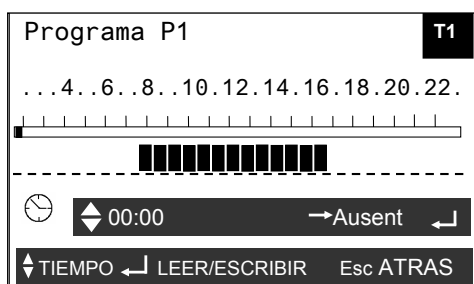 Programa P1 T1
...4..6..8..10.12.14.16.18.20.22.
00:00 →Ausent
TIEMPO LEER/ESCRIBIR Esc ATRAS